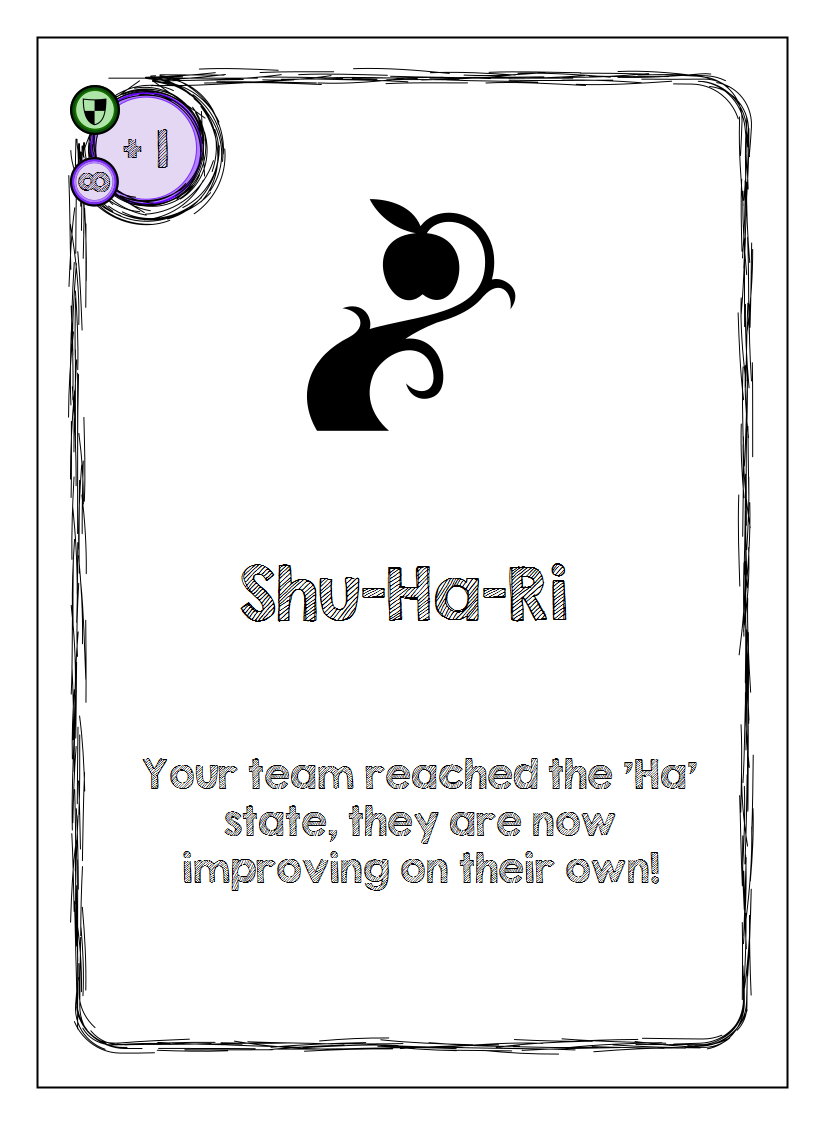 +1
∞
Shu-Ha-Ri
Your team reached the 'Ha'
state, they are now
improving on their own!